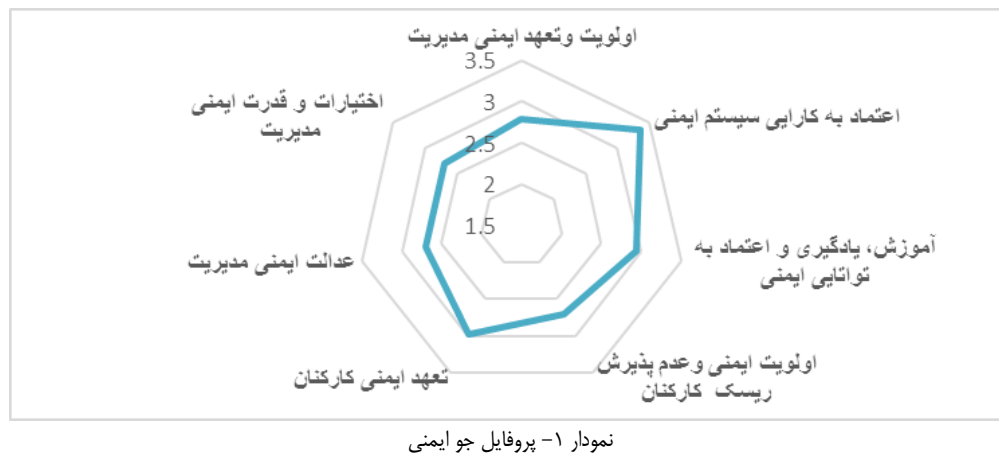 اولویت وتعهد ایمنی مدیریت
3.5
3
2.5
2
1.5
اعتماد به کارایی سیستم ایمنی
آموزش، یادگیری و اعتماد به
توانایی ایمنی
اولویت ایمنی وعدم پذیرش
ریسک کارکنان
تعهد ایمنی کارکنان
عدالت ایمنی مدیریت
اختیارات و قدرت ایمنی
مدیریت
نمودار ۱- پروفایل جو ایمنی